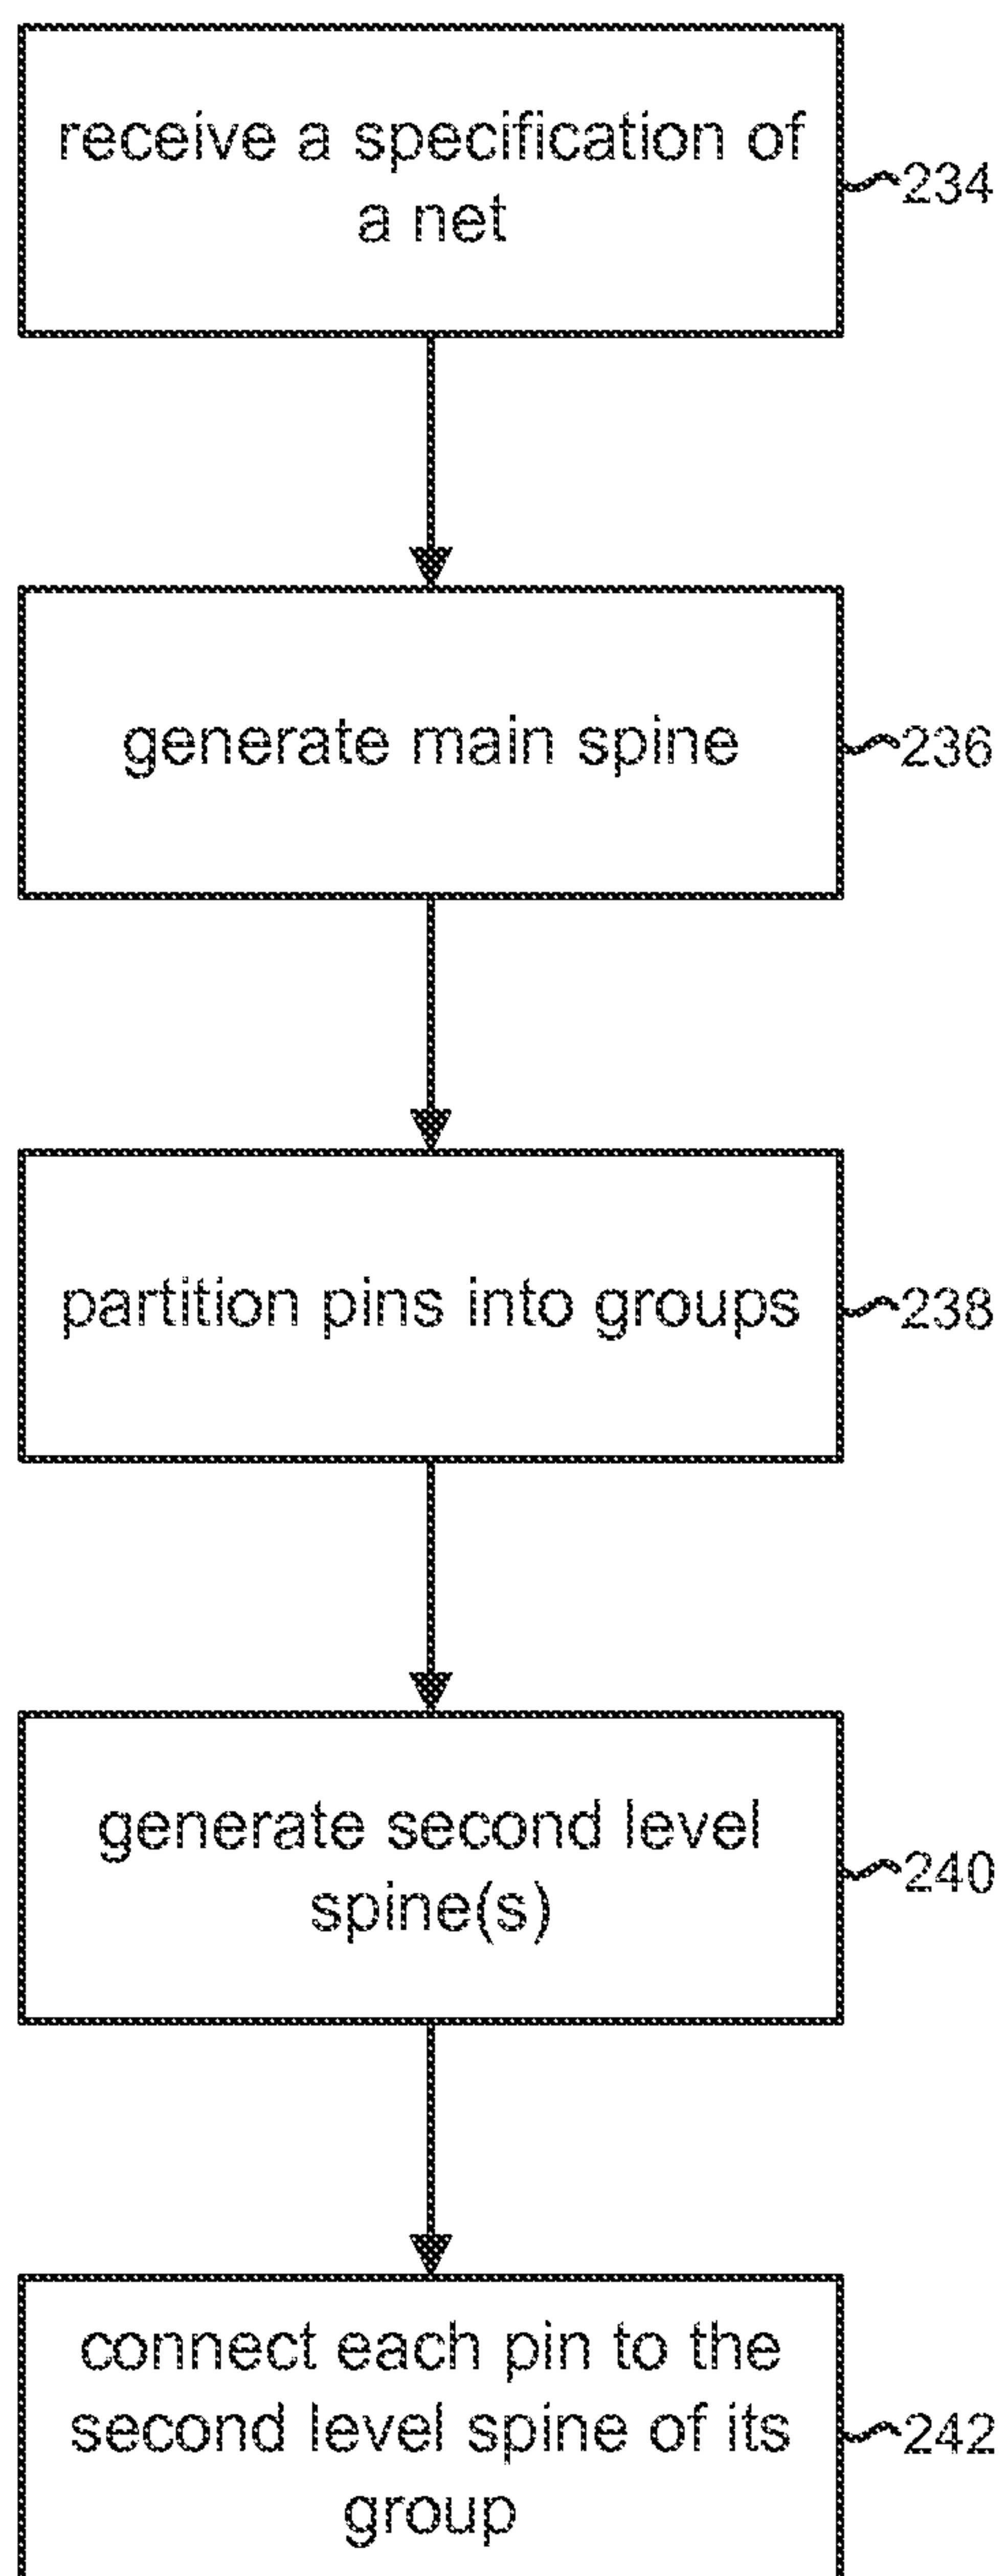 receive a specification of
a net
234
generate main spine
236
partition pins into groups
238
generate second level
spine(s)
240
connect each pin to the
second level spine of its
group
242